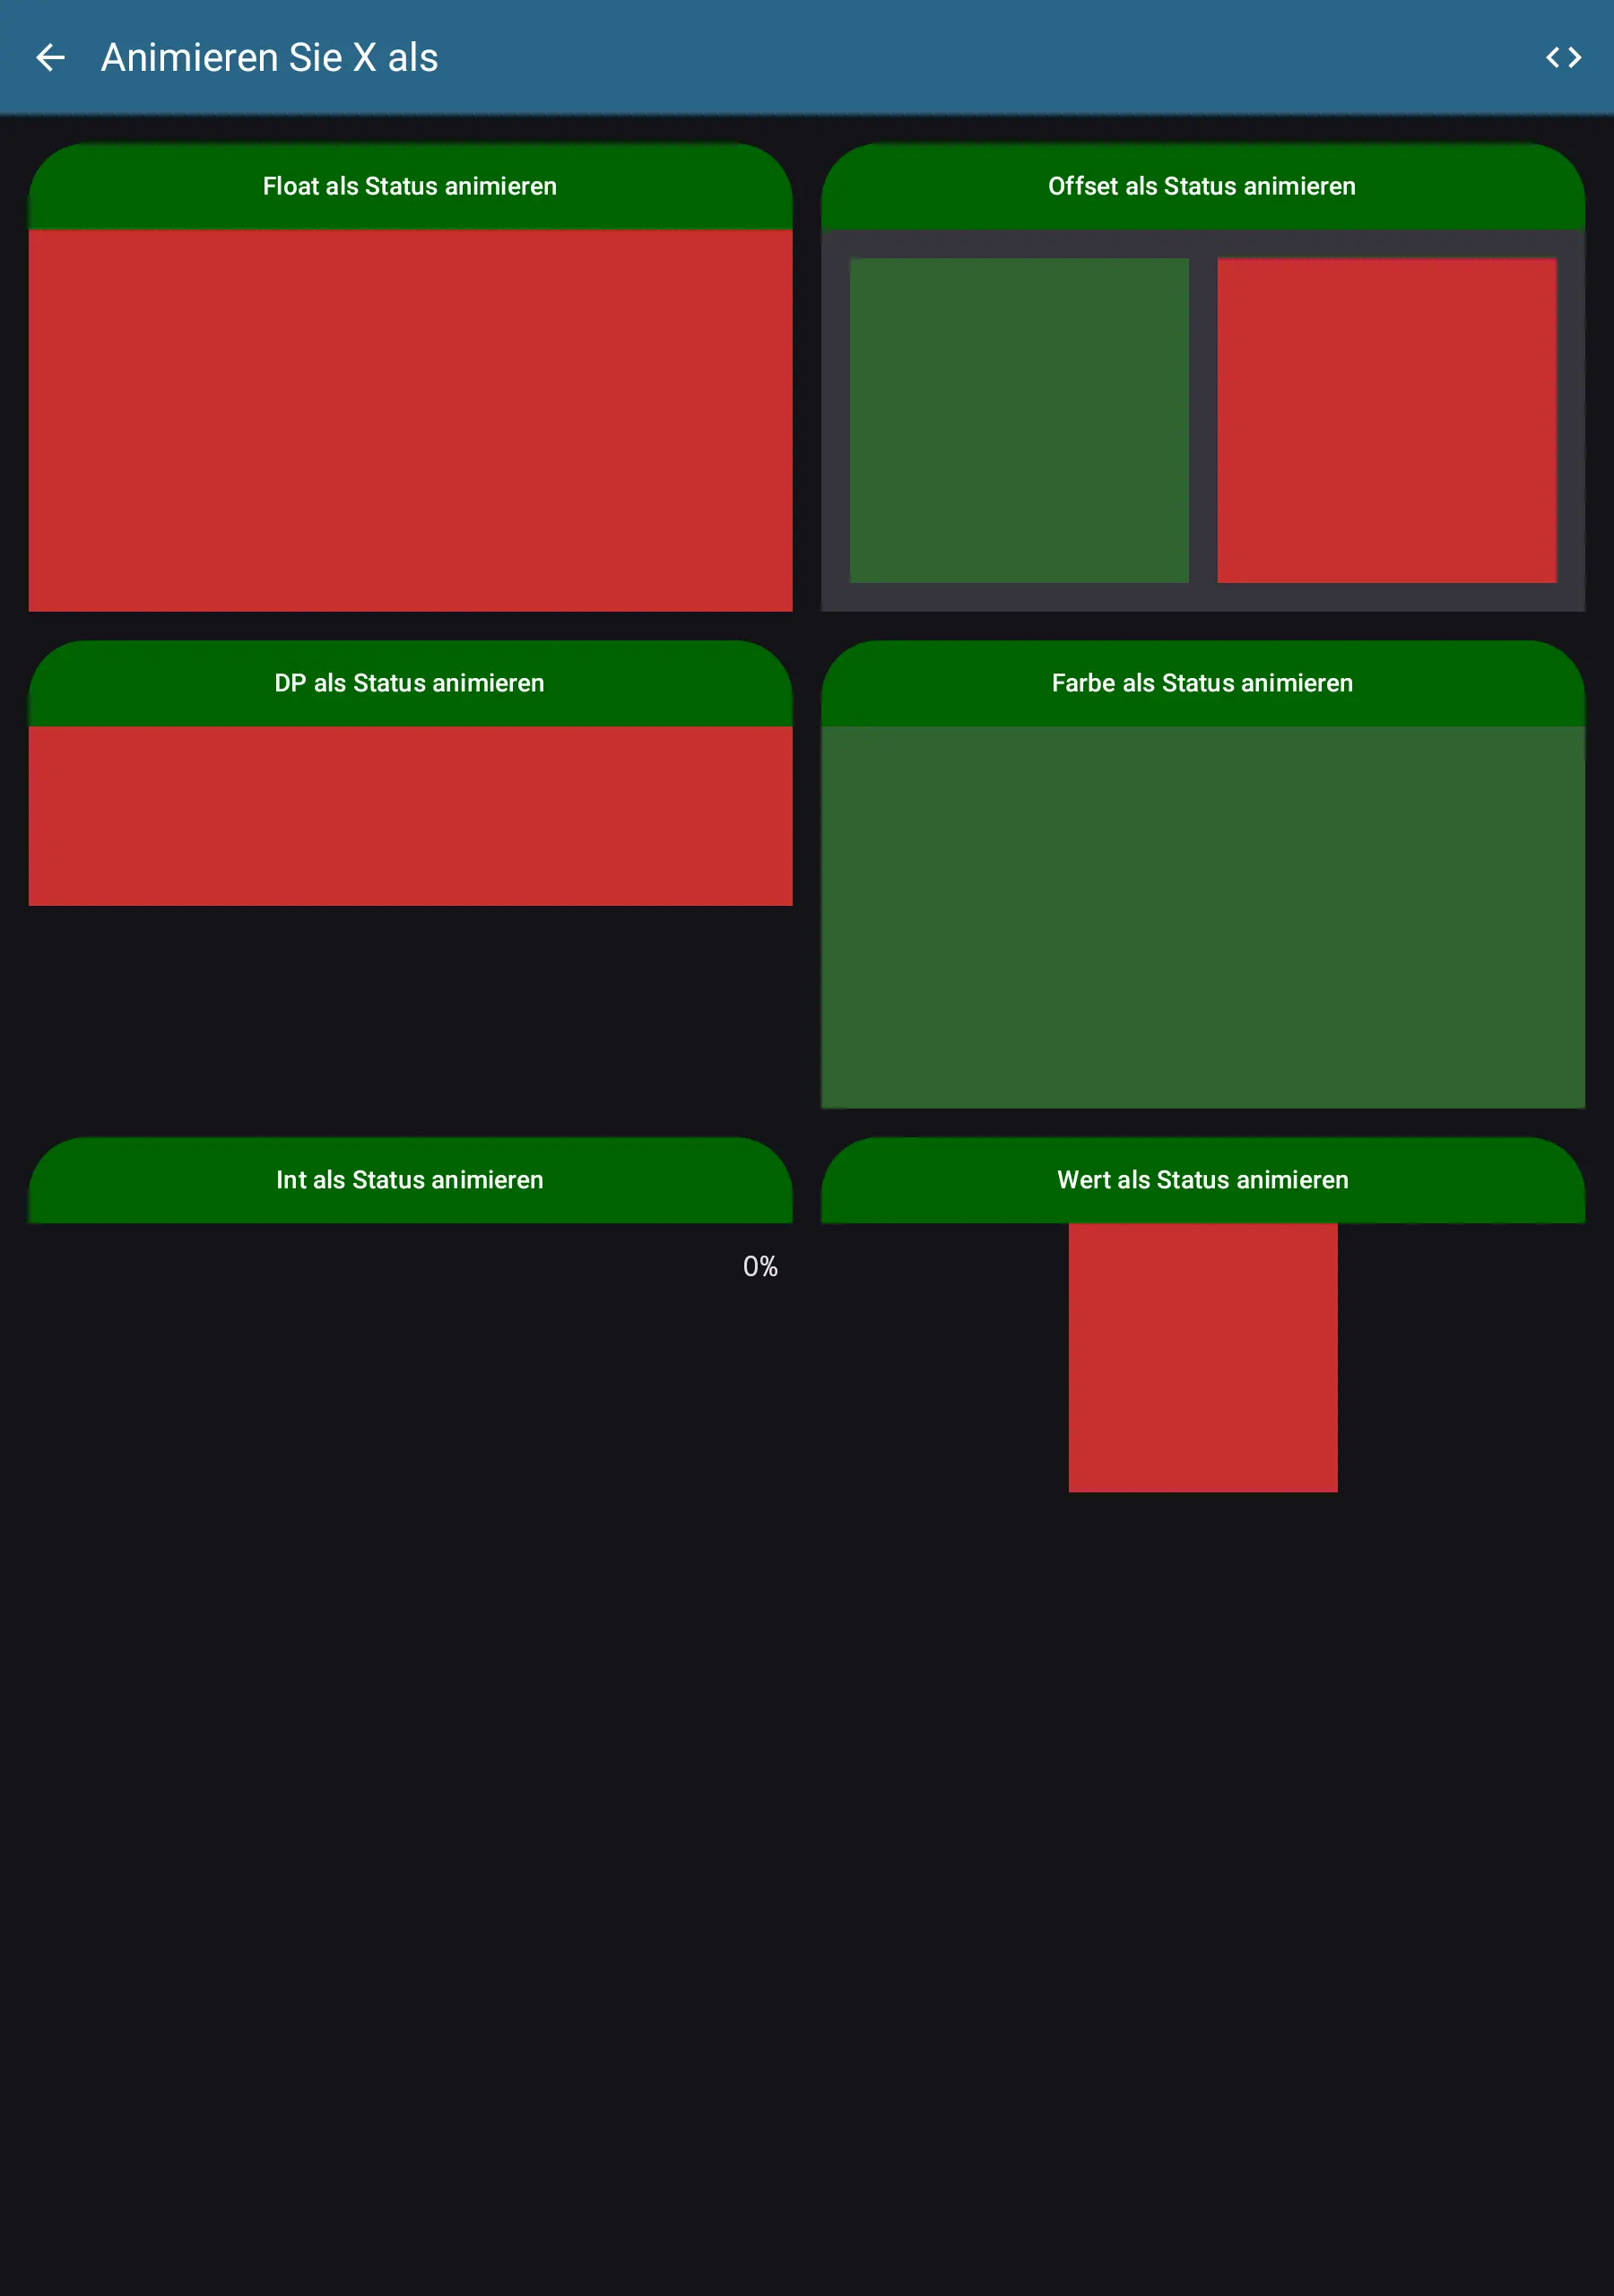 Animieren Sie X als
Float als Status animieren
Offset als Status animieren
DP als Status animieren
Farbe als Status animieren
Int als Status animieren
Wert als Status animieren
0%